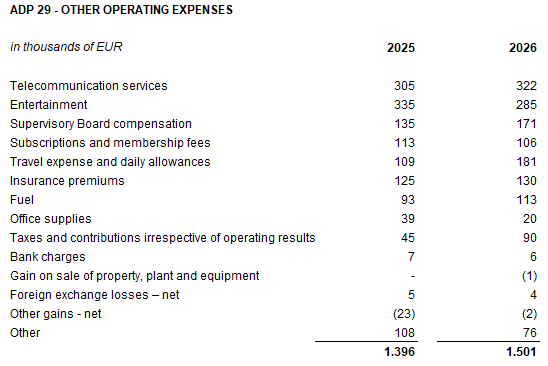 ADP 29 - OTHER OPERATING EXPENSES
in thousands of EUR 2025 2026
Telecommunication services 305 322
Entertainment 335 285
Supervisory Board compensation 135 171
Subscriptions and membership fees 113 106
Travel expense and daily allowances 109 181
Insurance premiums 125 130
Fuel 93 113
Office supplies 39 20
Taxes and contributions irrespective of operating results 45 90
Bank charges 7 6
Gain on sale of property, plant and equipment - (1)
Foreign exchange losses – net 5 4
Other gains - net (23) (2)
Other 108 76
1.396 1.501